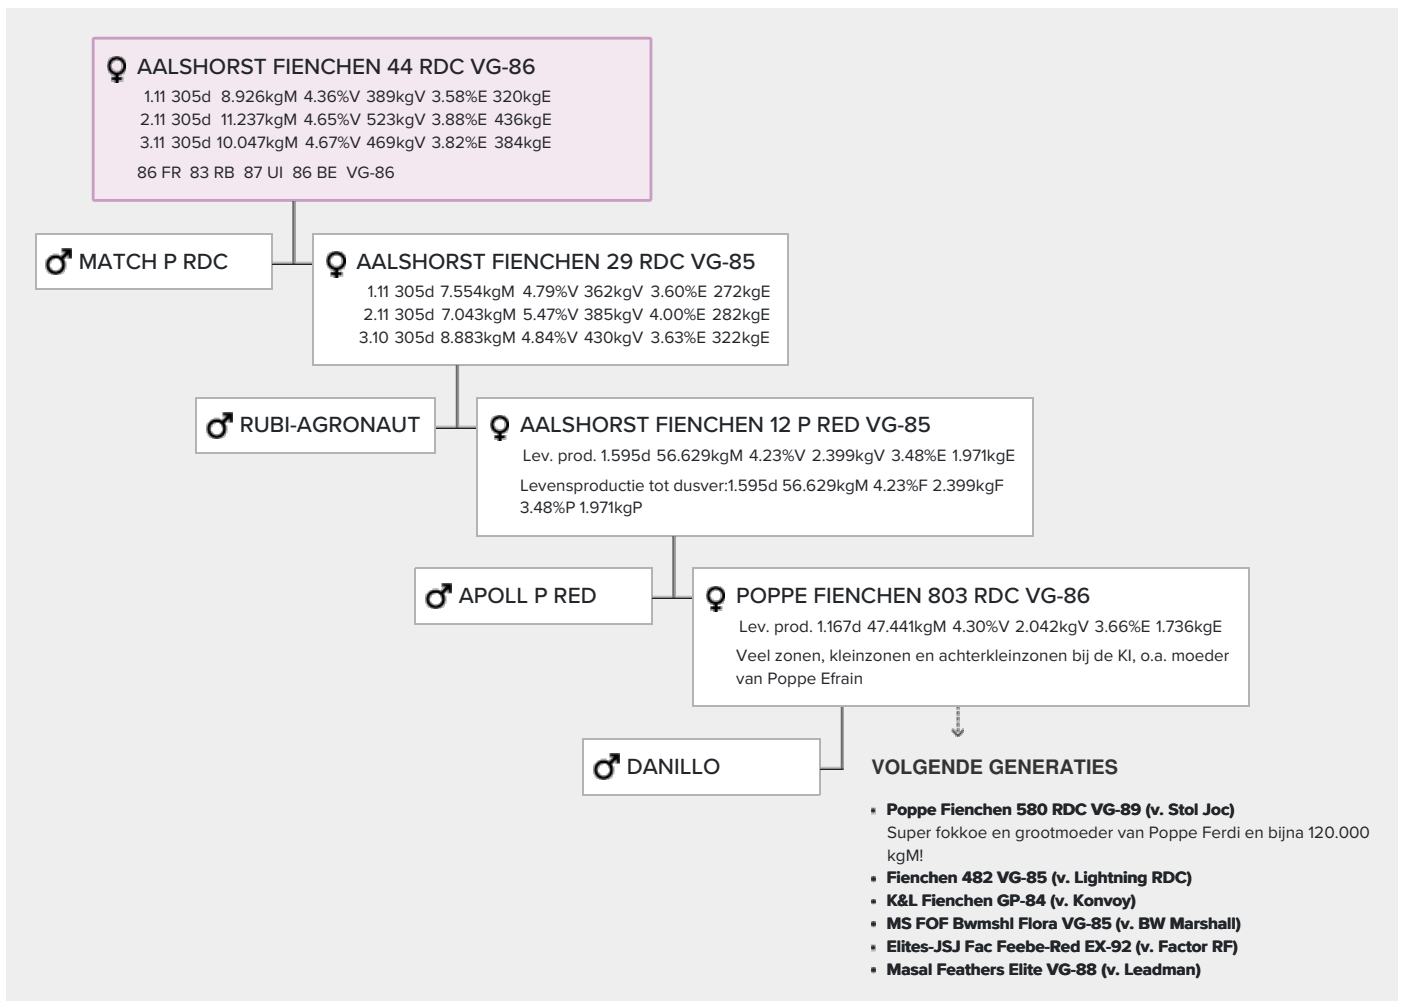 AALSHORST FIENCHEN 44 RDC VG-86
1.11 305d 8.926kgM 4.36%V 389kgV 3.58%E 320kgE
2.11 305d 11.237kgM 4.65%V 523kgV 3.88%E 436kgE
3.11 305d 10.047kgM 4.67%V 469kgV 3.82%E 384kgE
86 FR 83 RB 87 UI 86 BE VG-86
MATCH P RDC
AALSHORST FIENCHEN 29 RDC VG-85
1.11 305d 7.554kgM 4.79%V 362kgV 3.60%E 272kgE
2.11 305d 7.043kgM 5.47%V 385kgV 4.00%E 282kgE
3.10 305d 8.883kgM 4.84%V 430kgV 3.63%E 322kgE
RUBI-AGRONAUT
AALSHORST FIENCHEN 12 P RED VG-85
Lev. prod. 1.595d 56.629kgM 4.23%V 2.399kgV 3.48%E 1.971kgE
Levensproductie tot dusver:1.595d 56.629kgM 4.23%F 2.399kgF
3.48%P 1.971kgP
APOLL P RED
POPPE FIENCHEN 803 RDC VG-86
Lev. prod. 1.167d 47.441kgM 4.30%V 2.042kgV 3.66%E 1.736kgE
Veel zonen, kleinzonen en achterkleinzonen bij de KI, o.a. moeder
van Poppe Efrain
DANILLO
VOLGENDE GENERATIES
Poppe Fienchen 580 RDC VG-89 (v. Stol Joc)
Super fokkoe en grootmoeder van Poppe Ferdi en bijna 120.000
kgM!
Fienchen 482 VG-85 (v. Lightning RDC)
K&L Fienchen GP-84 (v. Konvoy)
MS FOF Bwmshl Flora VG-85 (v. BW Marshall)
Elites-JSJ Fac Feebe-Red EX-92 (v. Factor RF)
Masal Feathers Elite VG-88 (v. Leadman)